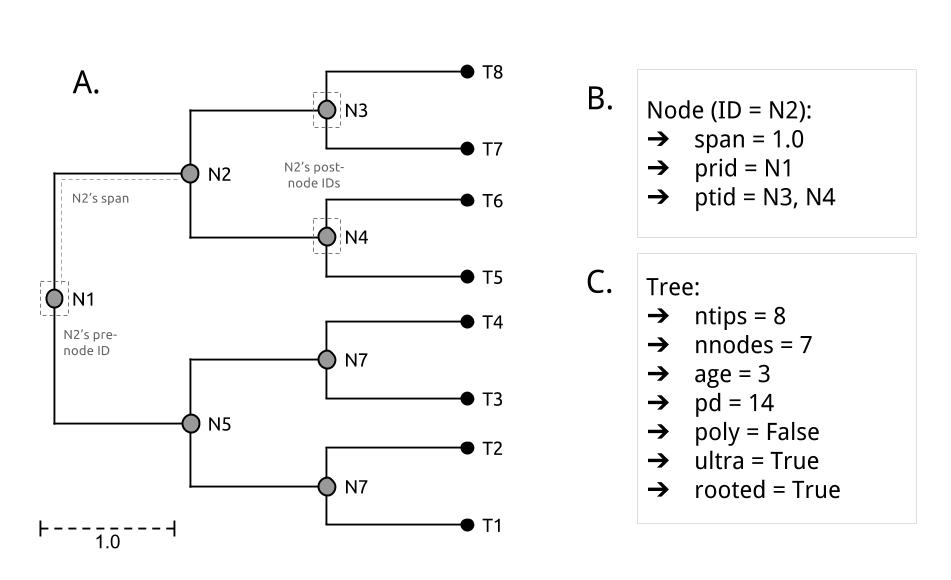 A.
T8
N3
T7
N2's post-
node IDs
N2
N2's span
T6
N4
T5
N1
N2's pre-
node ID
T4
N7
T3
N5
T2
N7
T1
1.0
B.
Node (ID = N2):
➔ span = 1.0
➔ prid = N1
➔ ptid = N3, N4
C.
Tree:
➔ ntips = 8
➔ nnodes = 7
➔ age = 3
➔ pd = 14
➔ poly = False
➔ ultra = True
➔ rooted = True